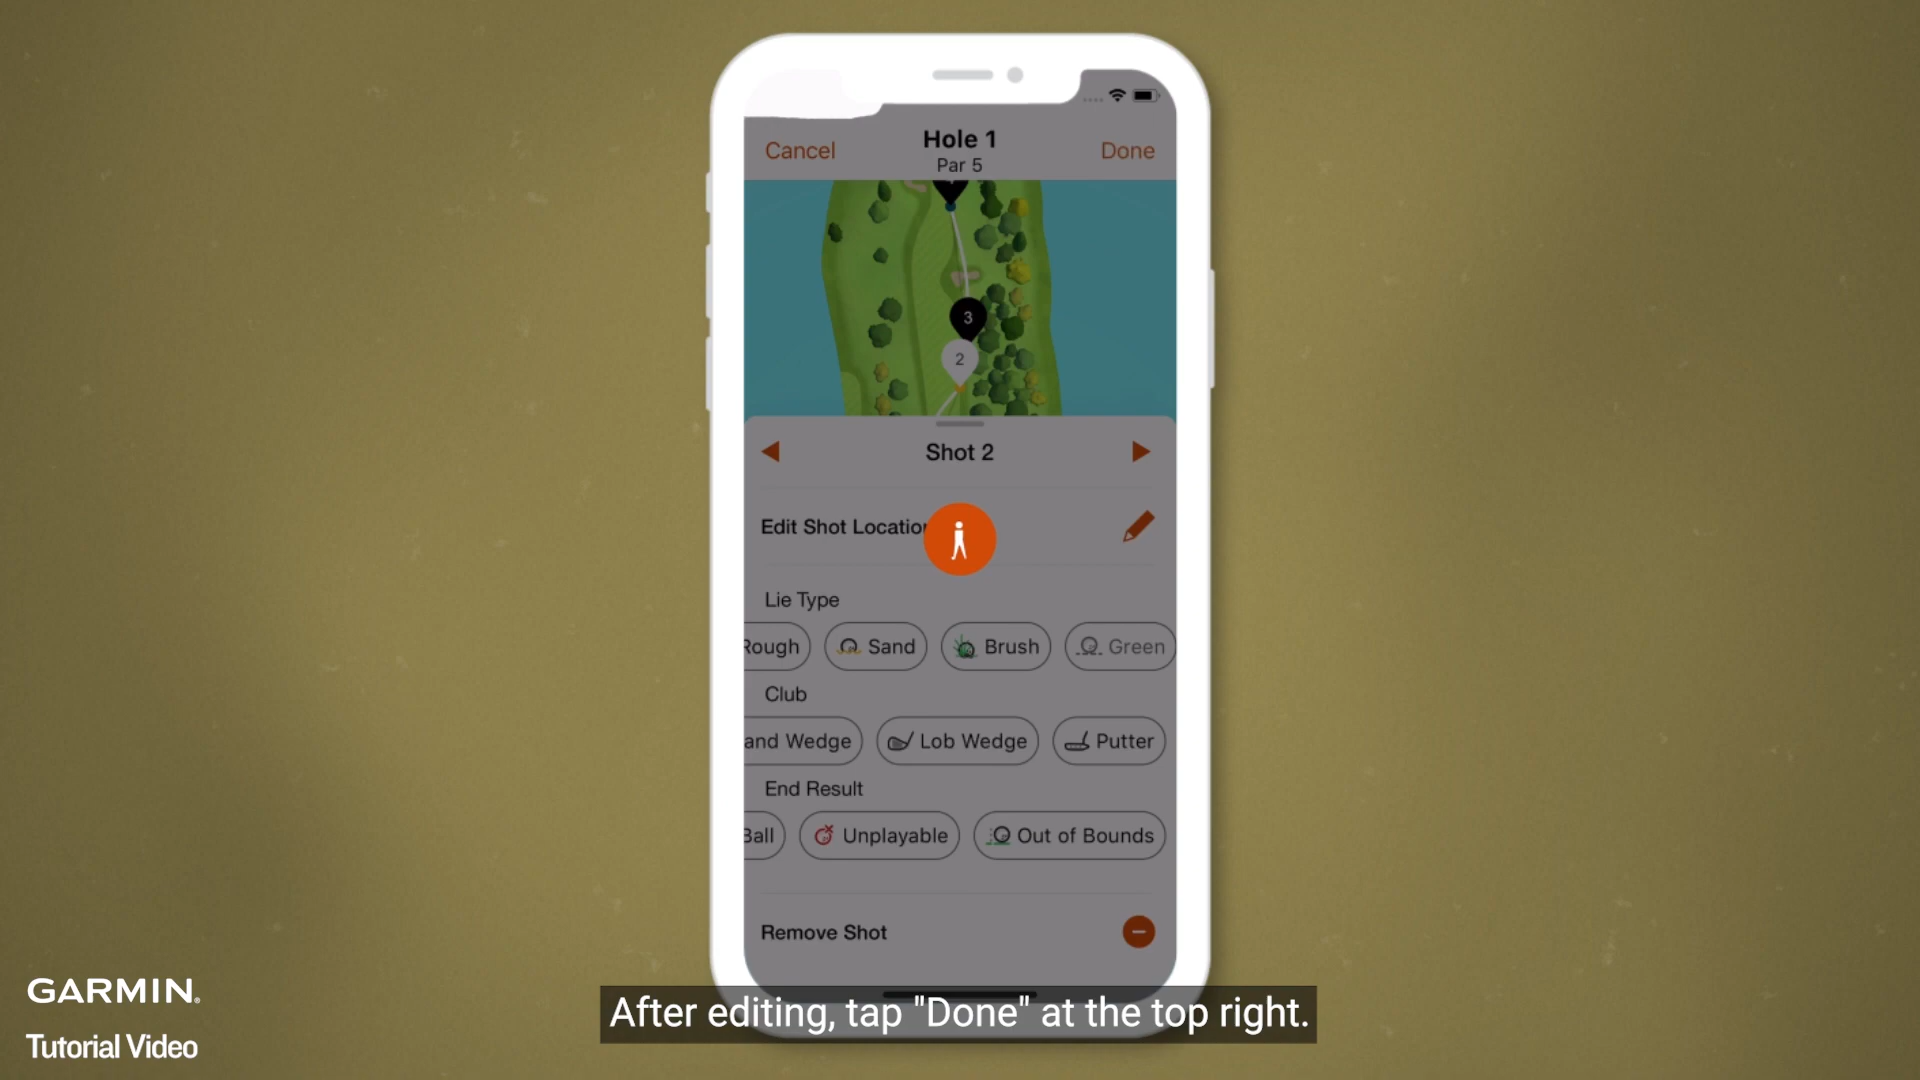 Cancel
Hole 1
Par 5
Done
3
2
Shot 2
Edit Shot Locatio
Lie Type
Rough
Sand
Brush
Green
Club
and Wedge
Lob Wedge
Putter
End Result
Ball
Unplayable
Out of Bounds
Remove Shot
GARMIN.
Tutorial Video
After editing, tap "Done" at the top right.